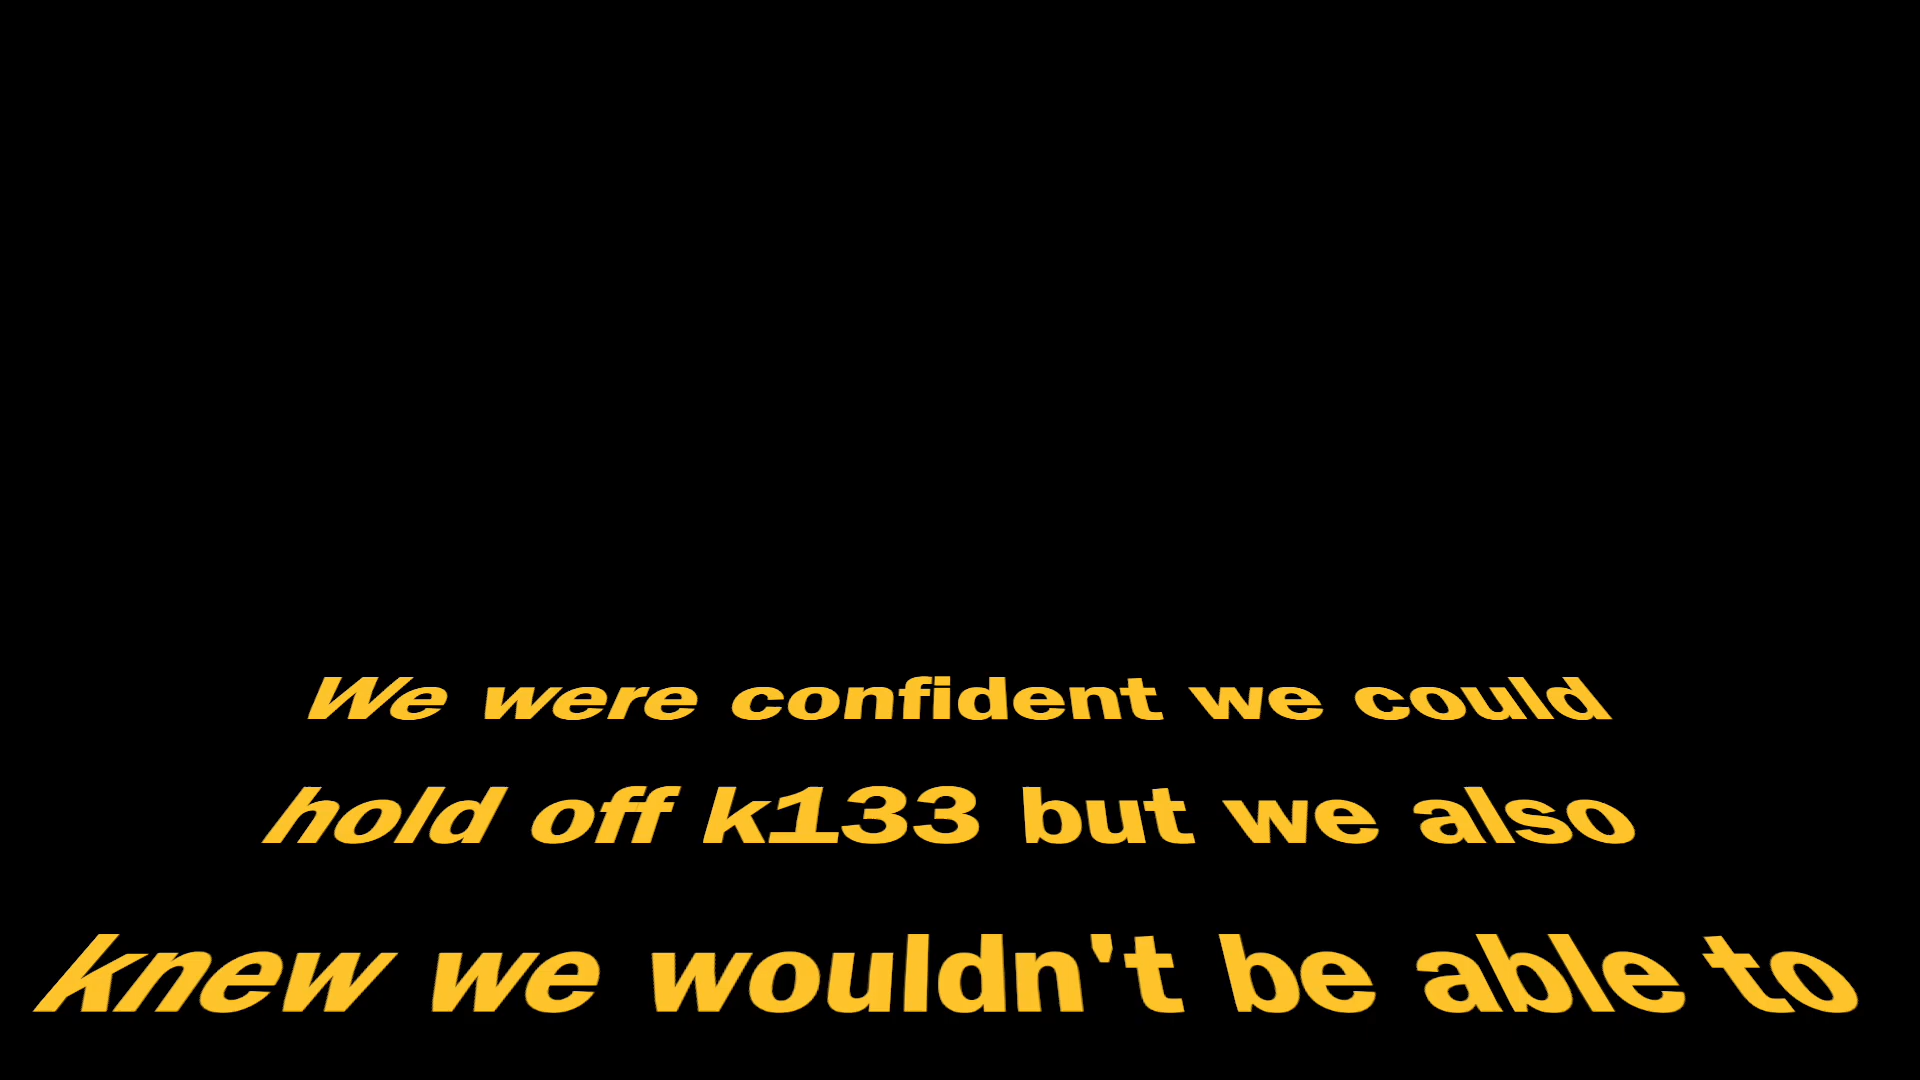 We were confident we could
hold off k133 but we also
knew we wouldn't be able to